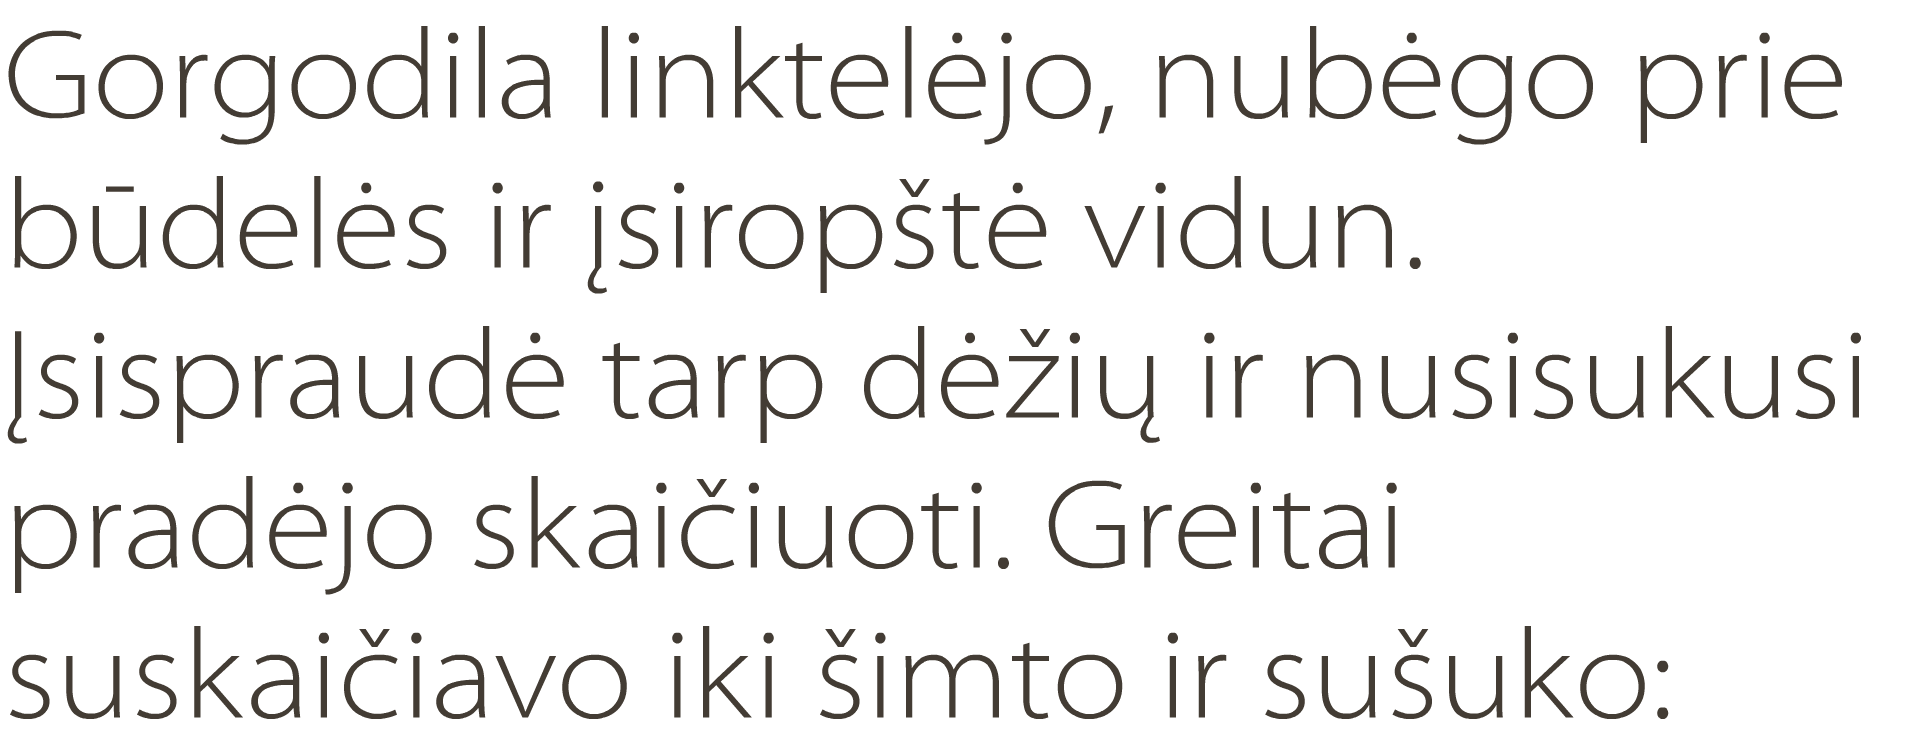 Gorgodila linktelėjo, nubėgo prie
būdelės ir įsiropštė vidun.
Įsispraudė tarp dėžių ir nusisukusi
pradėjo skaičiuoti. Greitai
suskaičiavo iki šimto ir sušuko: